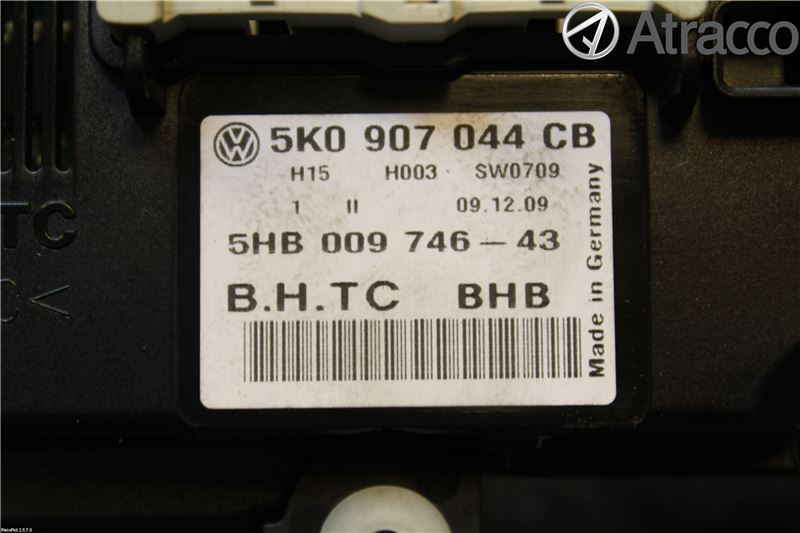 Atracco
5K0 907 044 CB
H15 H003 SW0709
1 II 09.12.09
5HB 009 746-43
B.H.TC BHB
Made in Germany
TC